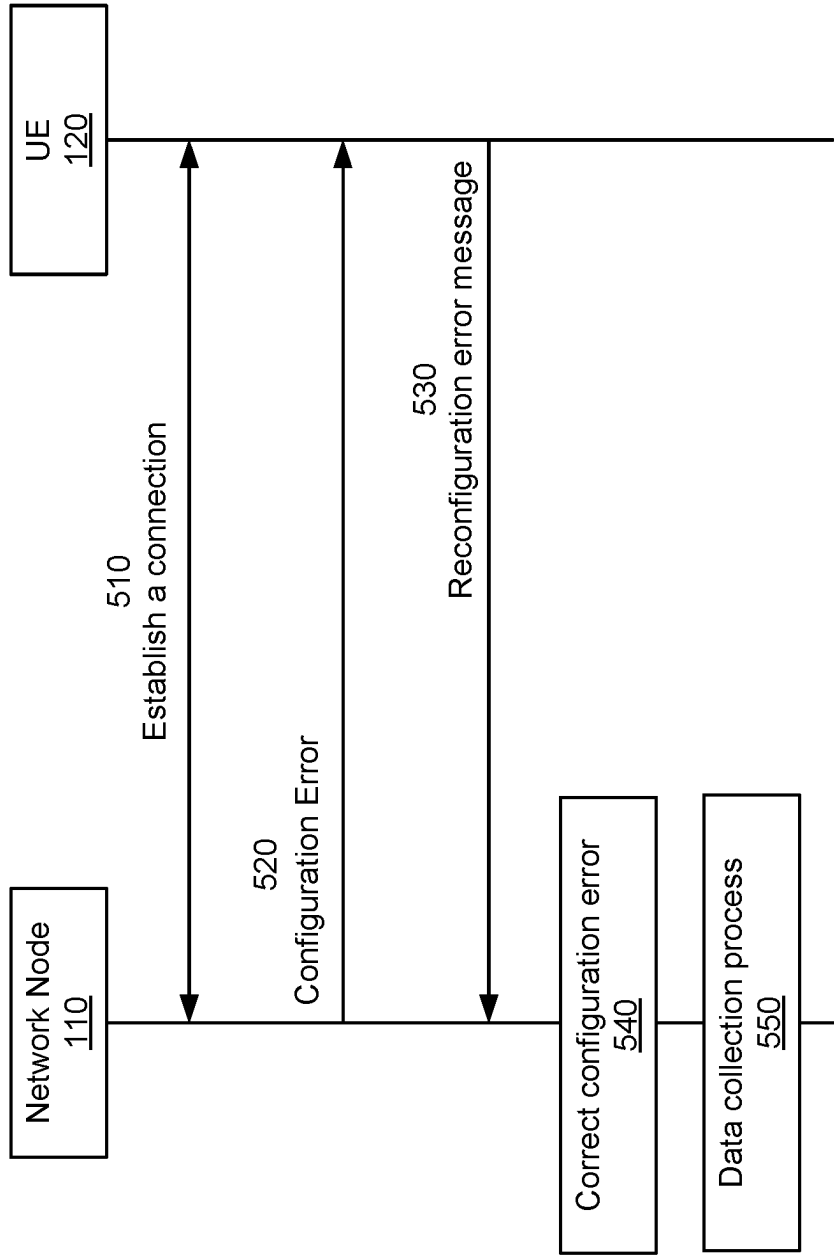 Network Node
110
UE
120
510
Establish a connection
520
Configuration Error
530
Reconfiguration error message
Correct configuration error
540
Data collection process
550